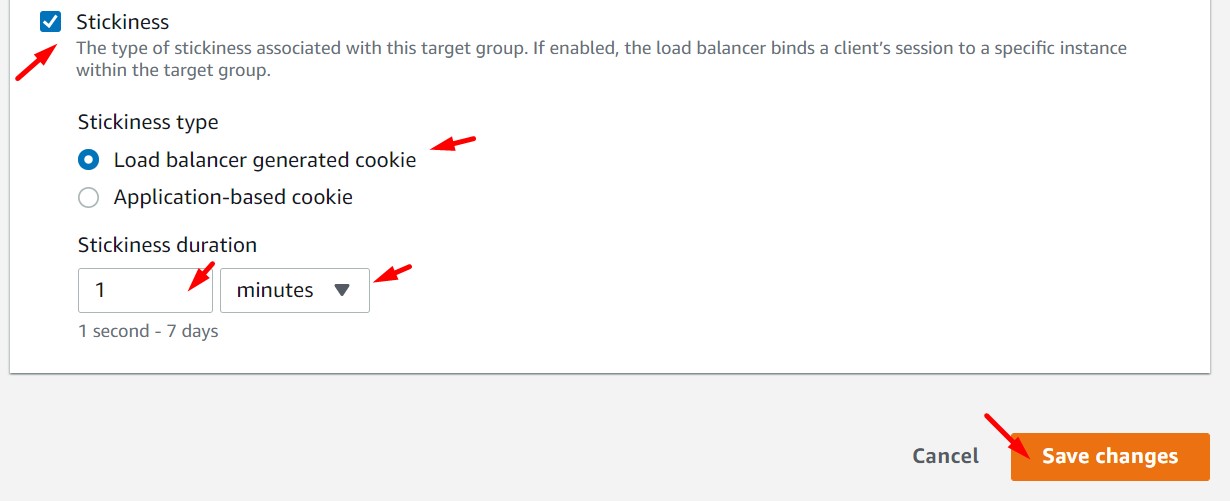 Stickiness
The type of stickiness associated with this target group. If enabled, the load balancer binds a client’s session to a specific instance
within the target group.
Stickiness type
Load balancer generated cookie
Application-based cookie
Stickiness duration
1 minutes
1 second - 7 days
Cancel Save changes